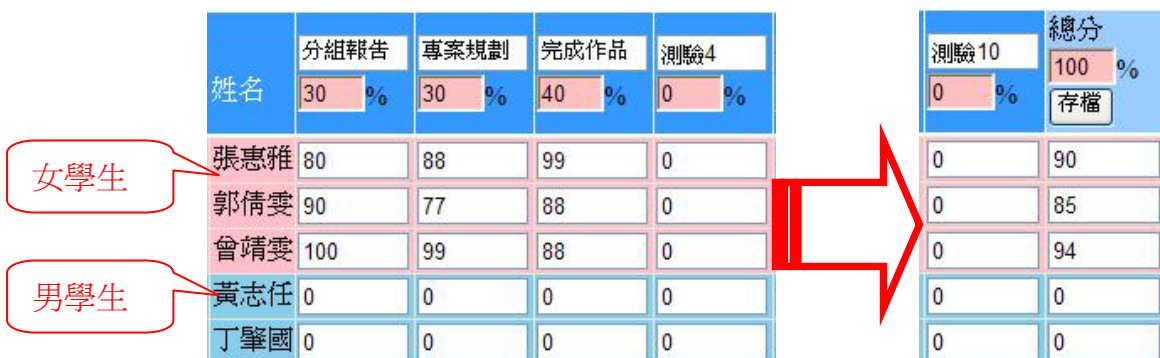 分組報告 專案規劃 完成作品 測驗4 測驗10 總分
姓名 30 % 30 % 40 % 0 % 0 % 100 %
存檔
女學生
張惠雅 80 88 99 0 0 90
郭倩雯 90 77 88 0 0 85
曾靖雯 100 99 88 0 0 94
男學生
黃志任 0 0 0 0 0 0
丁肇國 0 0 0 0 0 0